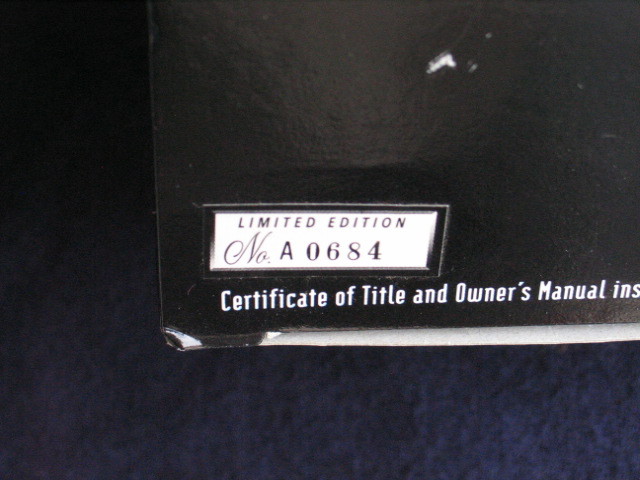 LIMITED EDITION
No. A 0684
Certificate of Title and Owner's Manual ins